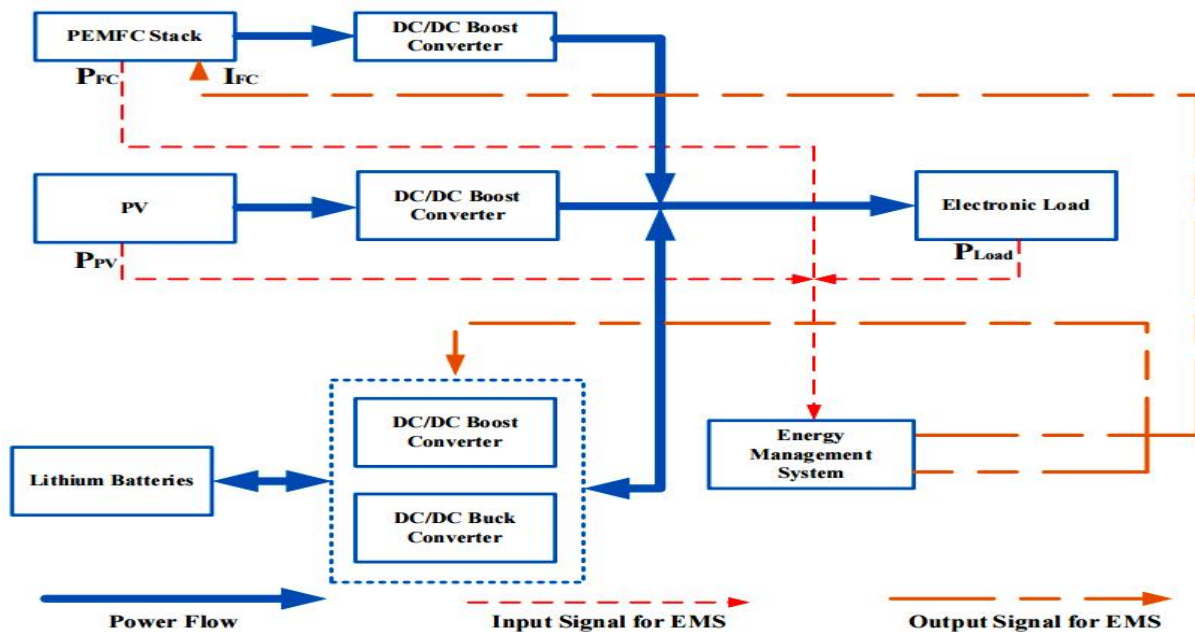 PEMFC Stack
DC/DC Boost
Converter
PFC
IFC
PV
DC/DC Boost
Converter
Electronic Load
PPV
PLoad
DC/DC Boost
Converter
Energy
Management
System
Lithium Batteries
DC/DC Buck
Converter
Power Flow
Input Signal for EMS
Output Signal for EMS